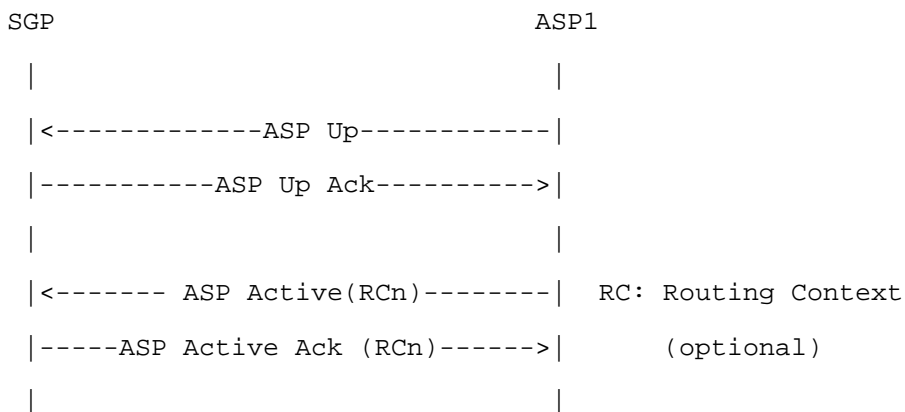 SGP                             ASP1
 |                               |
 |<-------------ASP Up------------|
 |-----------ASP Up Ack---------->|
 |                               |
 |<------- ASP Active(RCn)--------|  RC: Routing Context
 |-----ASP Active Ack (RCn)------>|      (optional)
 |                               |